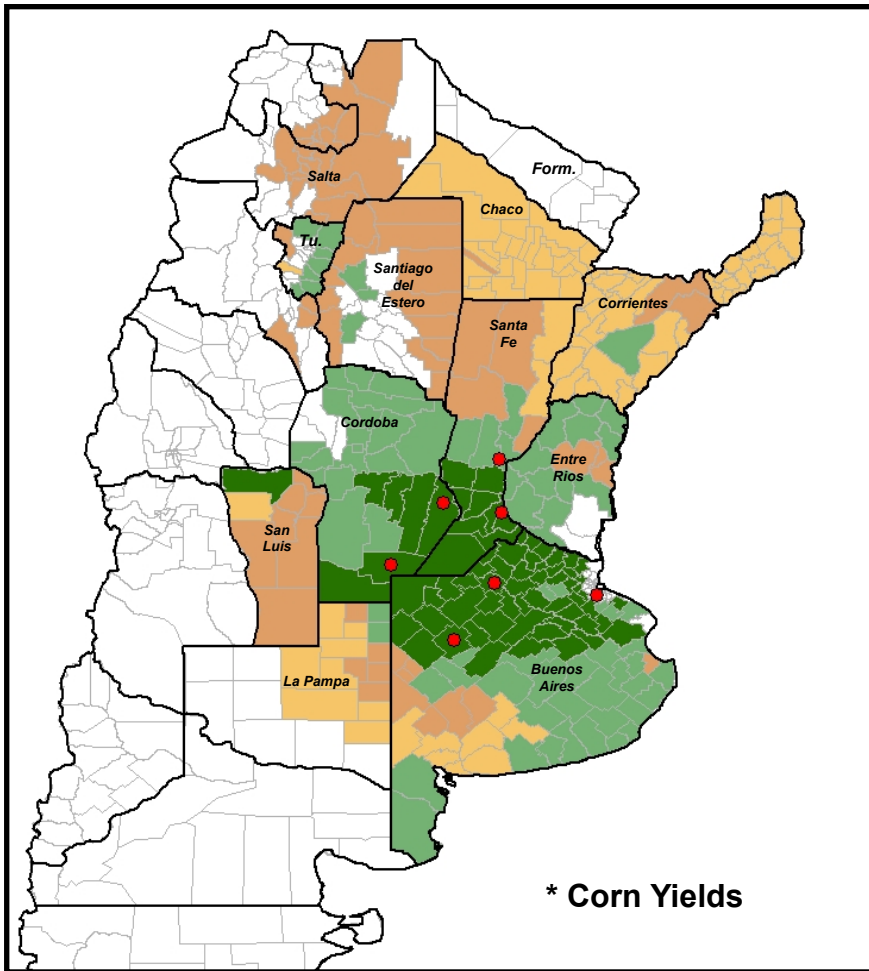 Form.
Salta
Chaco
Tu.
Santiago
del
Estero
Corrientes
Santa
Fe
Cordoba
Entre
Rios
San
Luis
Buenos
Aires
La Pampa
* Corn Yields